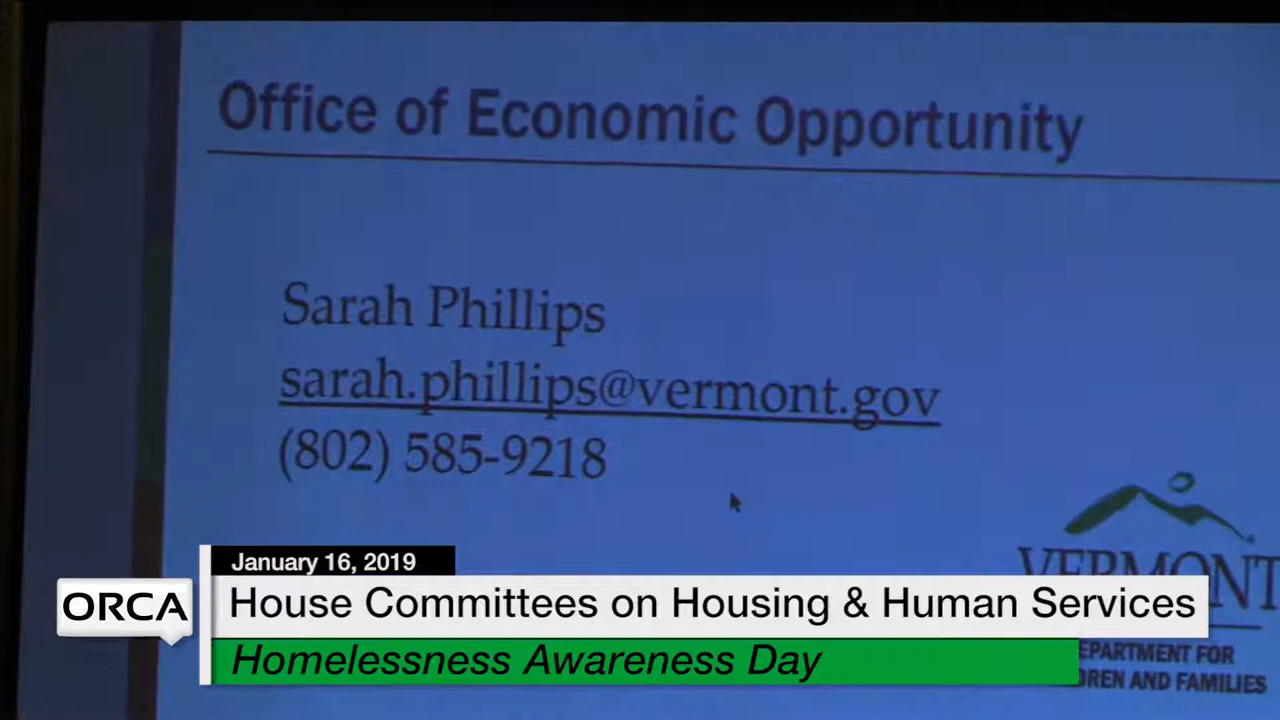 Office of Economic Opportunity
Sarah Phillips
sarah.phillips@vermont.gov
(802) 585-9218
VERMONT
January 16, 2019
ORCA
House Committees on Housing & Human Services
Homelessness Awareness Day
EPARTMENT FOR
DREN AND FAMILIES